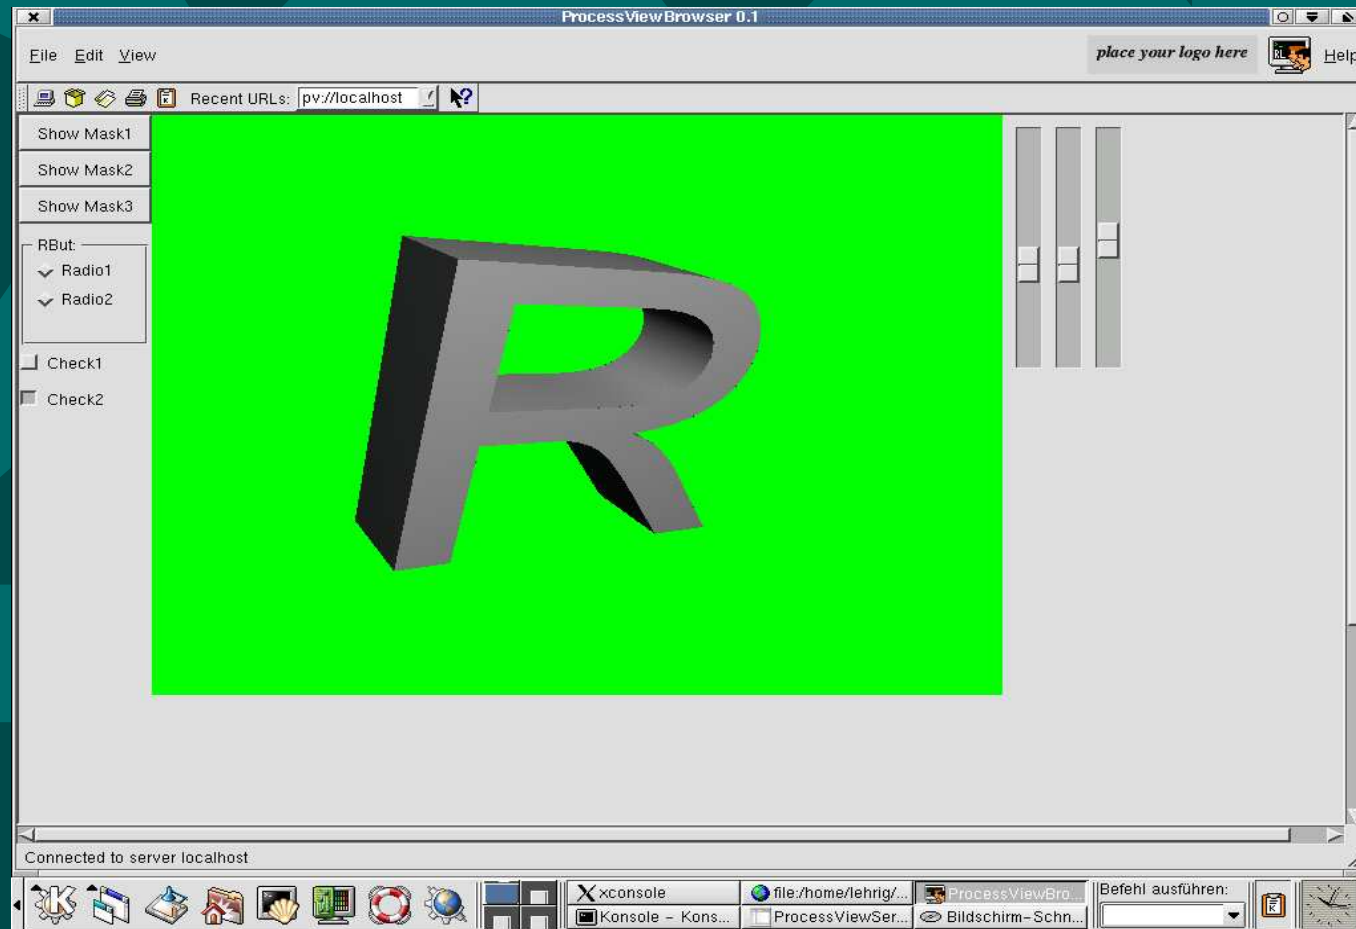 ProcessViewBrowser 0.1
File Edit View
place your logo here
Help
Recent URLs: pv://localhost
Show Mask1
Show Mask2
Show Mask3
RBut:
Radio1
Radio2
Check1
Check2
R
Connected to server localhost
xconsole
file:/home/lehrig/...
ProcessViewBro...
Befehl ausführen:
Konsole - Kons...
ProcessViewSer...
Bildschirm-Schn...